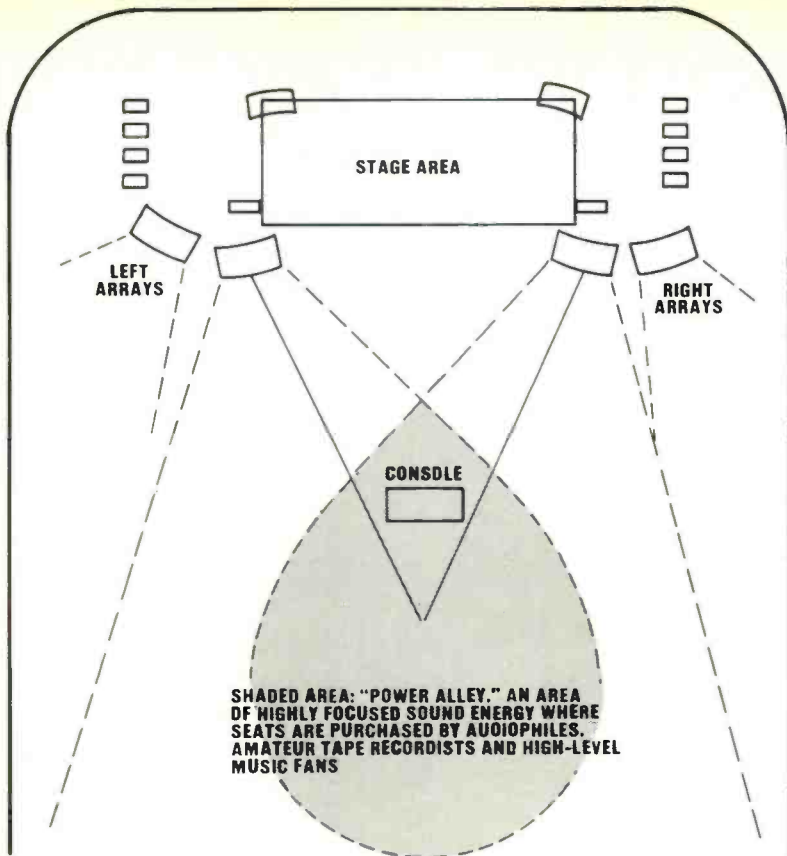 STAGE AREA
LEFT
ARRAYS
RIGHT
ARRAYS
CONSOLE
SHADED AREA: "POWER ALLEY." AN AREA
OF HIGHLY FOCUSED SOUND ENERGY WHERE
SEATS ARE PURCHASED BY AUDIOPHILES.
AMATEUR TAPE RECORDISTS AND HIGH-LEVEL
MUSIC FANS